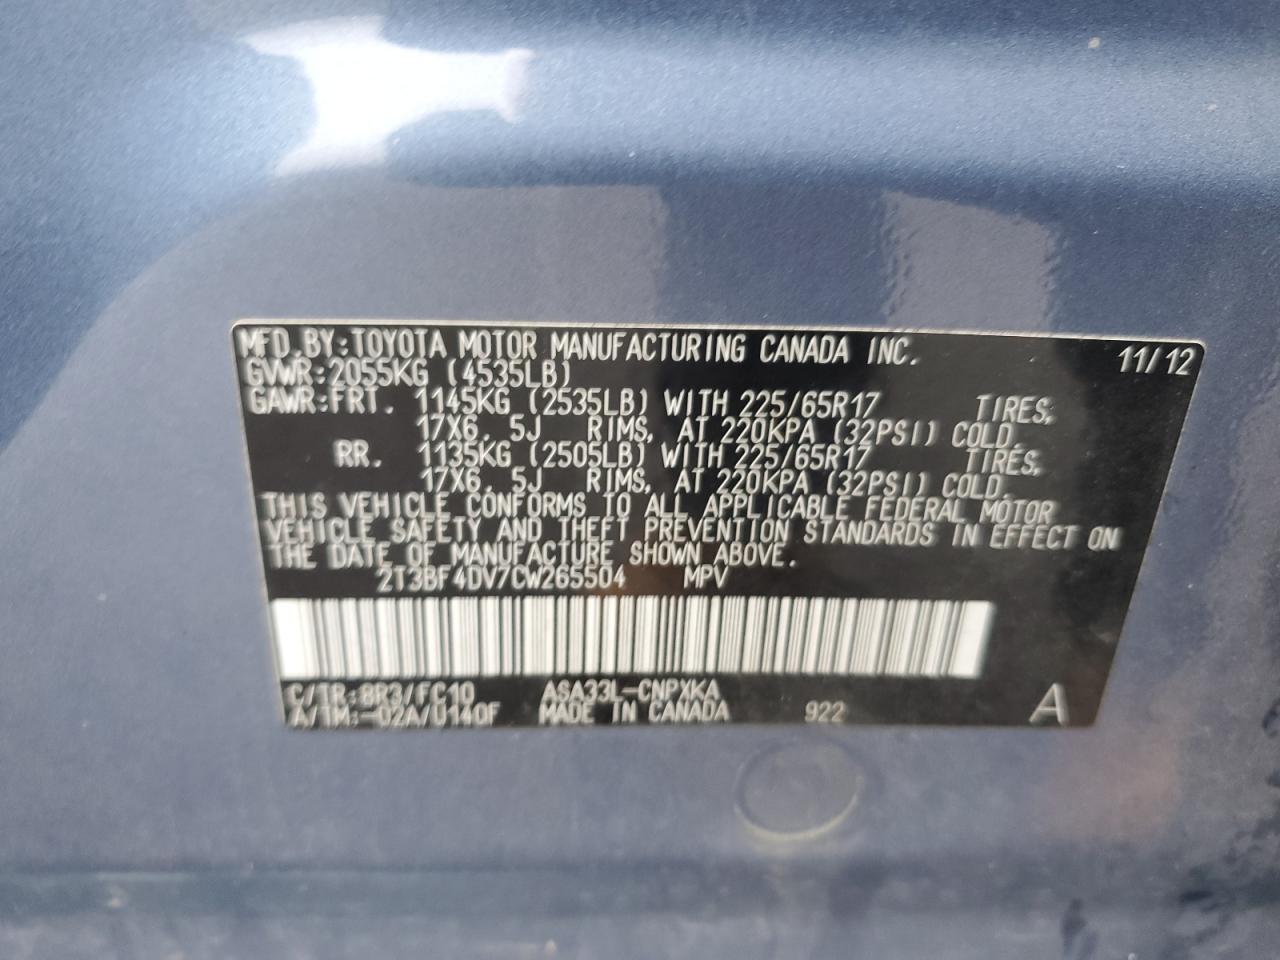 MFD. BY: TOYOTA MOTOR MANUFACTURING CANADA INC. 11/12
GVWR: 2055KG (4535LB)
GAWR: FRT. 1145KG (2535LB) WITH 225/65R17 TIRES,
17X6.5J RIMS, AT 220KPA (32PSI) COLD.
RR. 1135KG (2505LB) WITH 225/65R17 TIRES,
17X6.5J RIMS, AT 220KPA (32PSI) COLD.
THIS VEHICLE CONFORMS TO ALL APPLICABLE FEDERAL MOTOR
VEHICLE SAFETY AND THEFT PREVENTION STANDARDS IN EFFECT ON
THE DATE OF MANUFACTURE SHOWN ABOVE.
2T3BF4DV7CW265504 MPV
C/TR: 8R3/FC10 ASA33L-CNPXKA
A/TM: -02A/U140F MADE IN CANADA 922 A